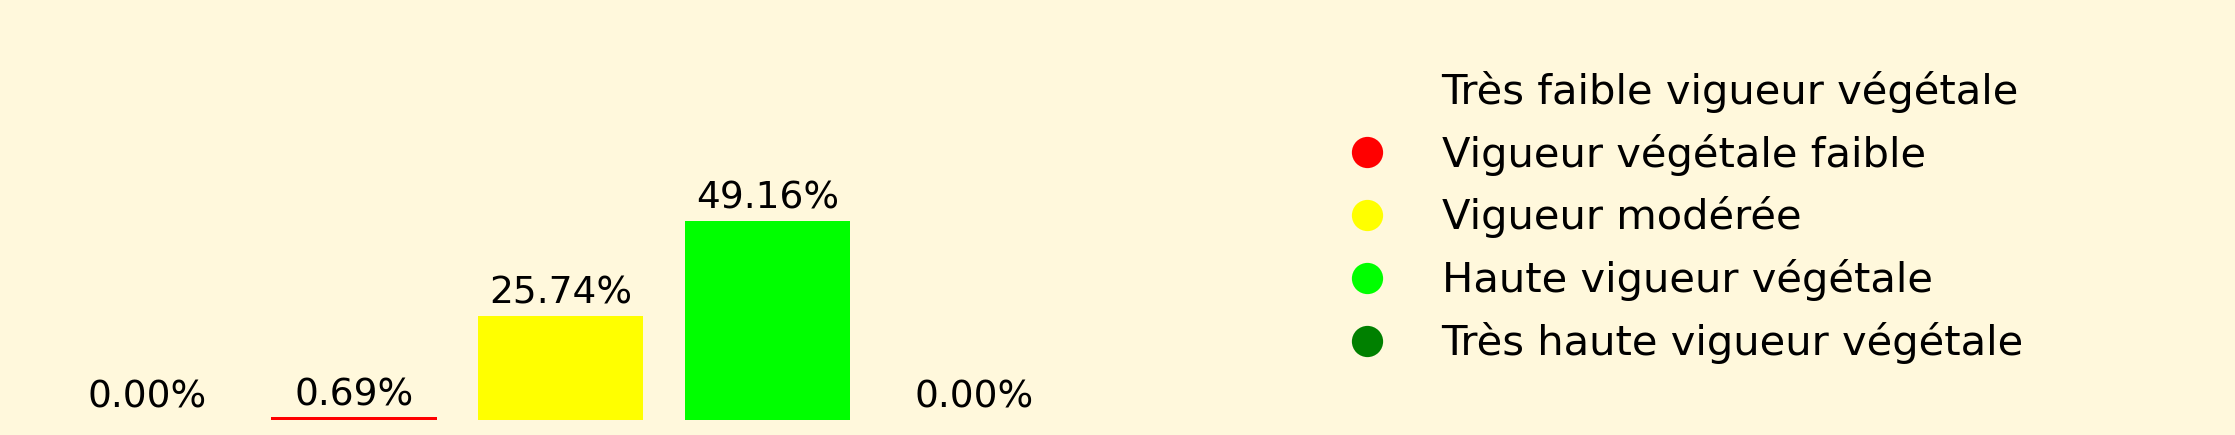 49.16%
25.74%
0.00%
0.69%
0.00%
Très faible vigueur végétale
Vigueur végétale faible
Vigueur modérée
Haute vigueur végétale
Très haute vigueur végétale